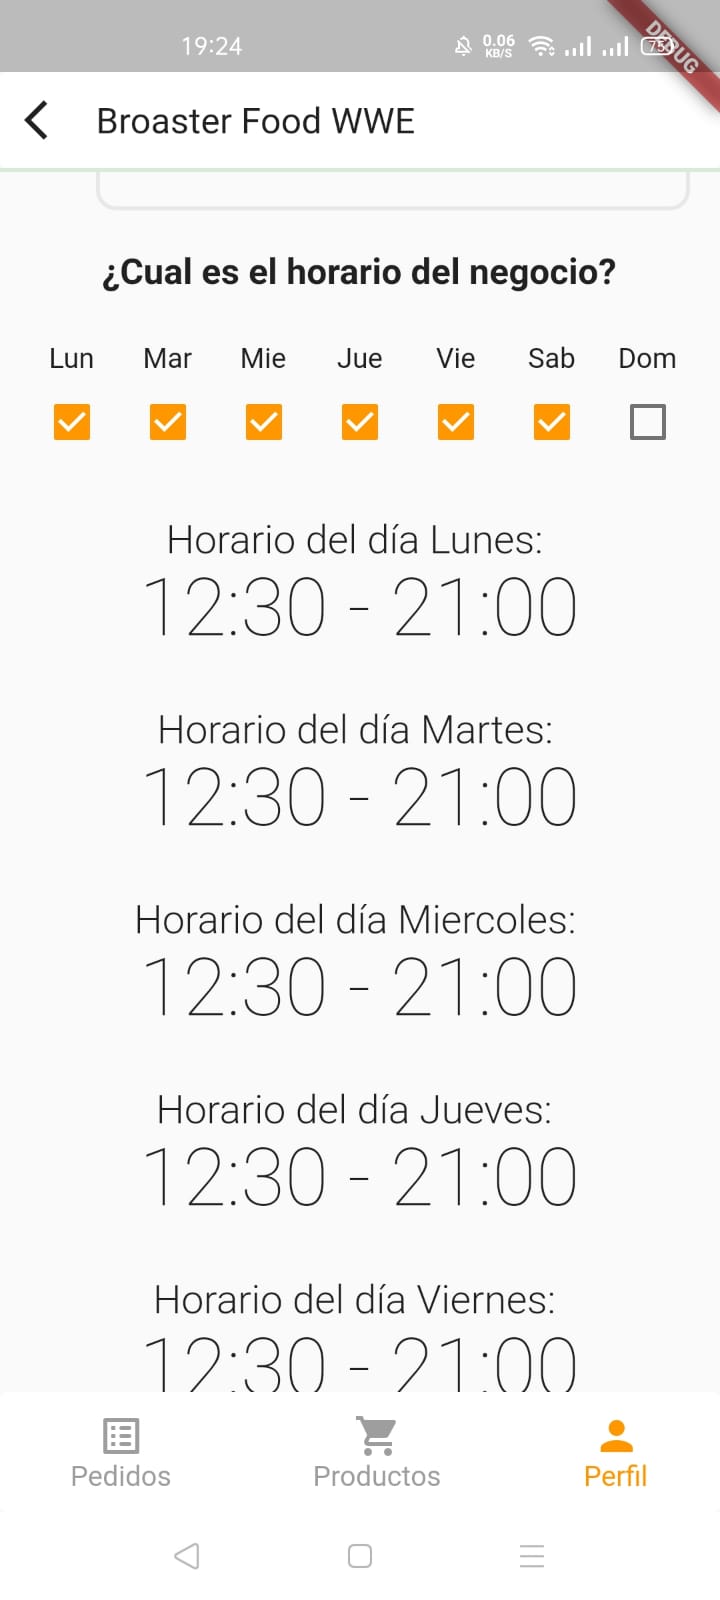 19:24
0.06
KB/S
75
DEBUG
Broaster Food WWE
¿Cual es el horario del negocio?
Lun Mar Mie Jue Vie Sab Dom
Horario del día Lunes:
12:30 - 21:00
Horario del día Martes:
12:30 - 21:00
Horario del día Miercoles:
12:30 - 21:00
Horario del día Jueves:
12:30 - 21:00
Horario del día Viernes:
12:30 - 21:00
Pedidos Productos Perfil